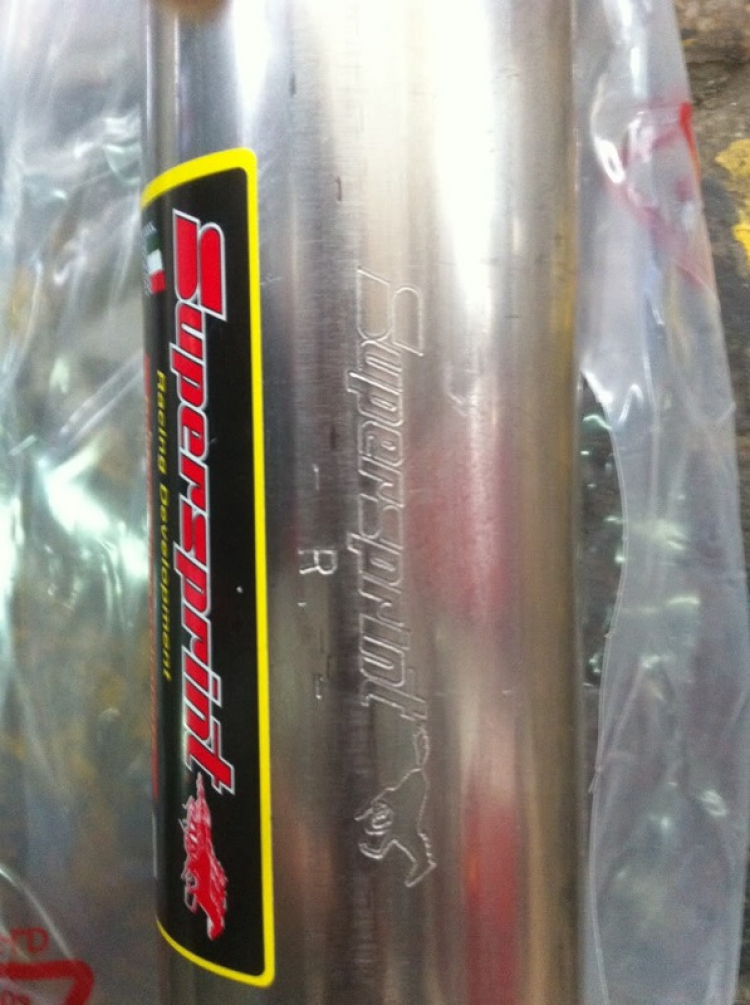 Supersprint
Racing Development
Supersprint
R